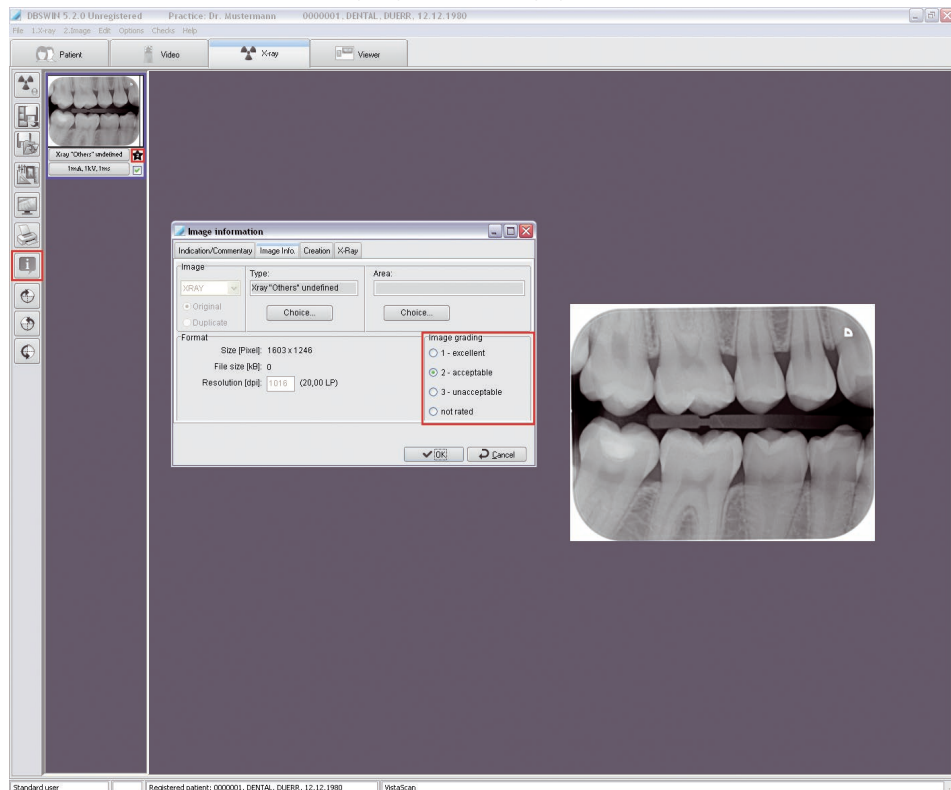 DBSWIN 5.2.0 Unregistered Practice: Dr. Mustermann 0000001, DENTAL, DUERR, 12.12.1980
File 1.X-ray 2.Image Edit Options Checks Help
Patient Video X-ray Viewer
Xray "Others" undefined
1mA, 1kV, 1ms
Image information
Indication/Commentary Image Info. Creation X-Ray
Image
XRAY
Original
Duplicate
Type:
Xray "Others" undefined
Choice...
Area:
Choice...
Format
Size [Pixel]: 1603 x 1246
File size [kB]: 0
Resolution [dpi]: 1016 (20,00 LP)
Image grading
1 - excellent
2 - acceptable
3 - unacceptable
not rated
OK Cancel
Standard user Registered patient: 0000001, DENTAL, DUERR, 12.12.1980 VistaScan